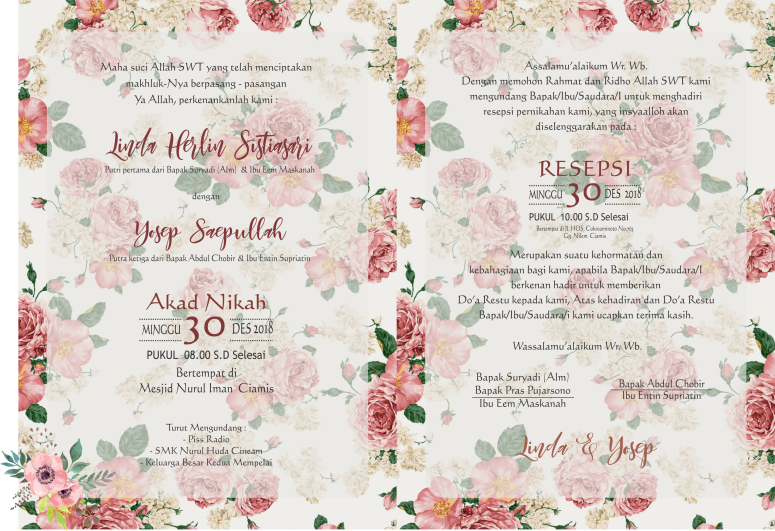 Maha suci Allah SWT yang telah menciptakan
makhluk-Nya berpasang - pasangan
Ya Allah, perkenankanlah kami :
Linda Herlin Sistiasari
Putri pertama dari Bapak Suryadi (Alm) & Ibu Eem Maskanah
dengan
Yosep Saepullah
Putra ketiga dari Bapak Abdul Chobir & Ibu Entin Supriatin
Akad Nikah
MINGGU 30 DES 2018
PUKUL 08.00 S.D Selesai
Bertempat di
Mesjid Nurul Iman Ciamis
Turut Mengundang :
- Piss Radio
- SMK Nurul Huda Cineam
- Keluarga Besar Kedua Mempelai
Assalamu'alaikum Wr. Wb.
Dengan memohon Rahmat dan Ridho Allah SWT kami
mengundang Bapak/Ibu/Saudara/I untuk menghadiri
resepsi pernikahan kami, yang insyaalloh akan
diselenggarakan pada :
RESEPSI
MINGGU 30 DES 2018
PUKUL 10.00 S.D Selesai
Bertempat di Jl. HOS. Cokroaminoto
Gg. Nilem Ciamis
Merupakan suatu kehormatan dan
kebahagiaan bagi kami, apabila Bapak/Ibu/Saudara/I
berkenan hadir untuk memberikan
Do'a Restu kepada kami, Atas kehadiran dan Do'a Restu
Bapak/Ibu/Saudara/i kami ucapkan terima kasih.
Wassalamu'alaikum Wr. Wb.
Bapak Suryadi (Alm)
Bapak Pras Pujarsono
Ibu Eem Maskanah
Bapak Abdul Chobir
Ibu Entin Supriatin
Linda & Yosep